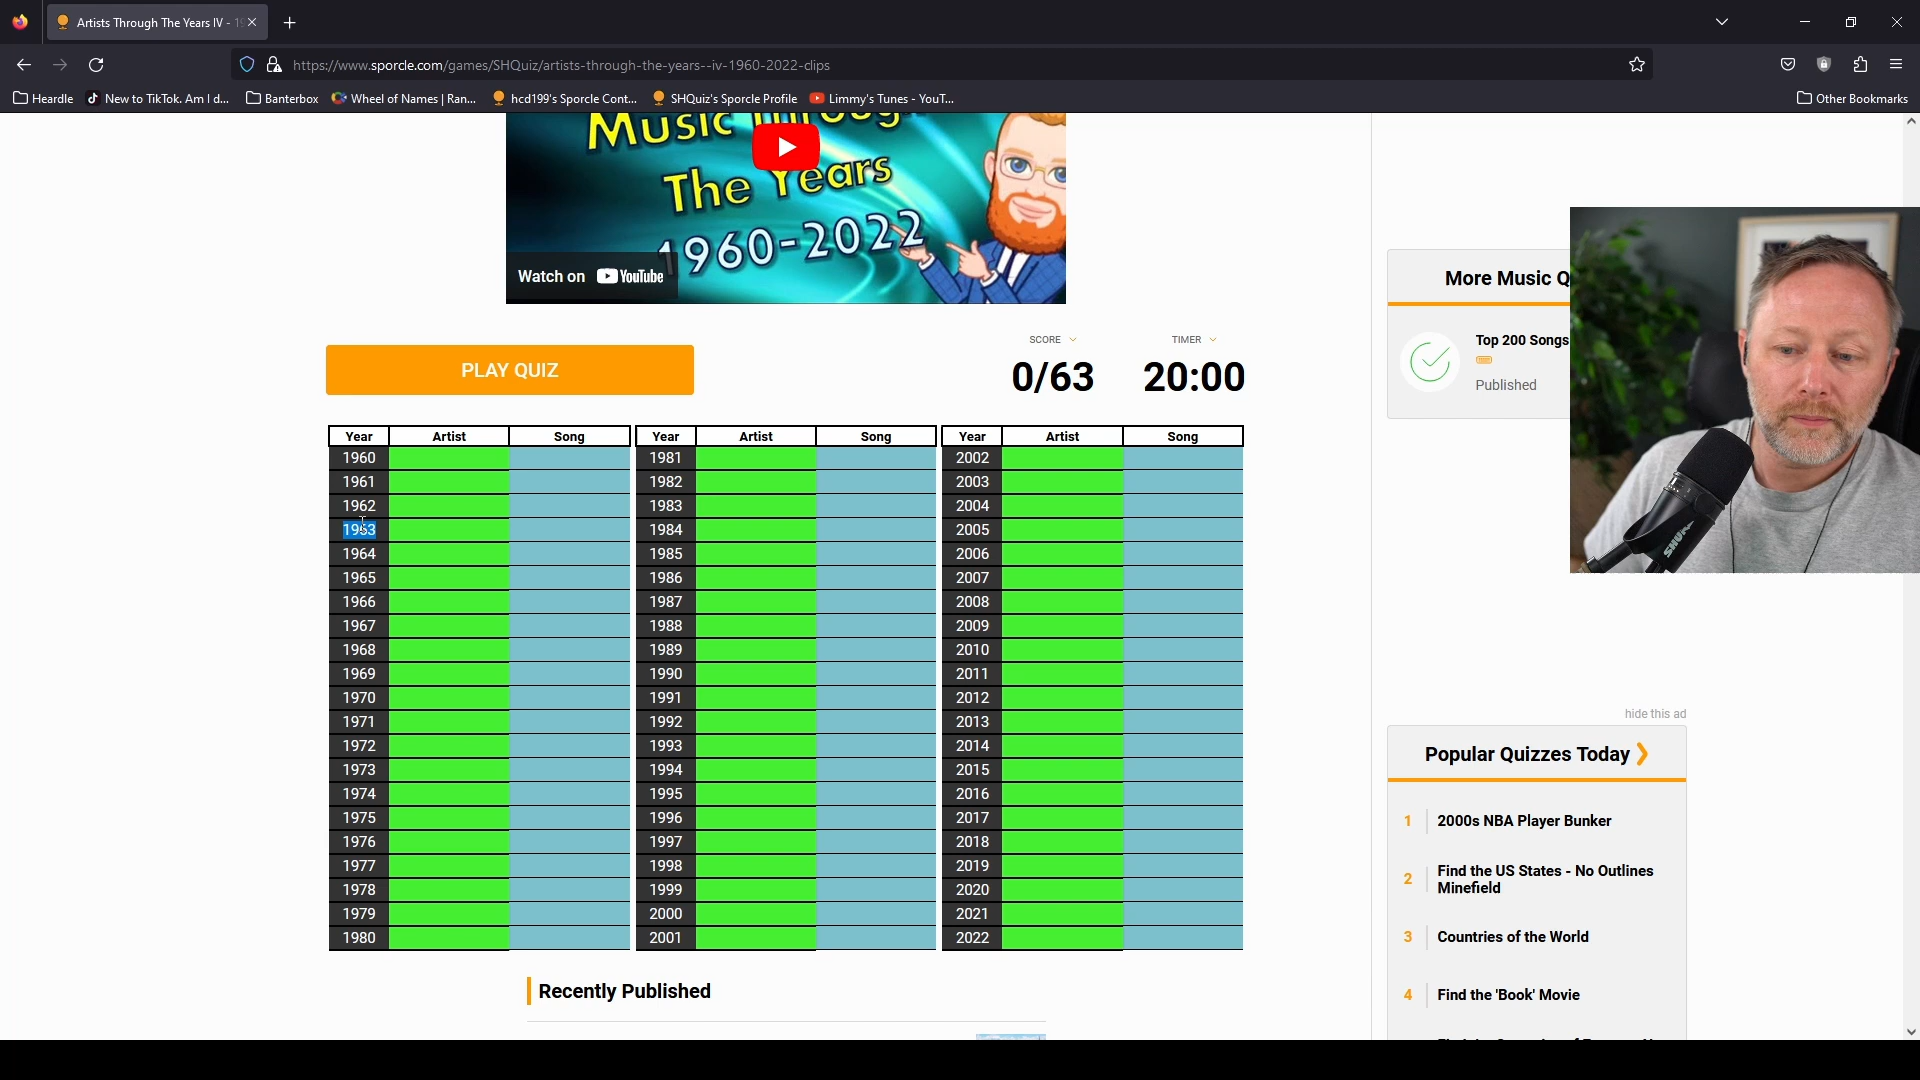 Artists Through The Years IV - 19
https://www.sporcle.com/games/SHQuiz/artists-through-the-years--iv-1960-2022-clips
Heardle New to TikTok. Am I d... Banterbox Wheel of Names | Ran... hcd199's Sporcle Cont... SHQuiz's Sporcle Profile Limmy's Tunes - YouT... Other Bookmarks
Music Through
The Years
1960-2022
Watch on YouTube
More Music Q
Top 200 Songs
Published
PLAY QUIZ
SCORE TIMER
0/63 20:00
Year Artist Song Year Artist Song Year Artist Song
1960 1981 2002
1961 1982 2003
1962 1983 2004
1963 1984 2005
1964 1985 2006
1965 1986 2007
1966 1987 2008
1967 1988 2009
1968 1989 2010
1969 1990 2011
1970 1991 2012
1971 1992 2013
1972 1993 2014
1973 1994 2015
1974 1995 2016
1975 1996 2017
1976 1997 2018
1977 1998 2019
1978 1999 2020
1979 2000 2021
1980 2001 2022
SHURE
hide this ad
Popular Quizzes Today
1 2000s NBA Player Bunker
2 Find the US States - No Outlines
Minefield
3 Countries of the World
4 Find the 'Book' Movie
Recently Published